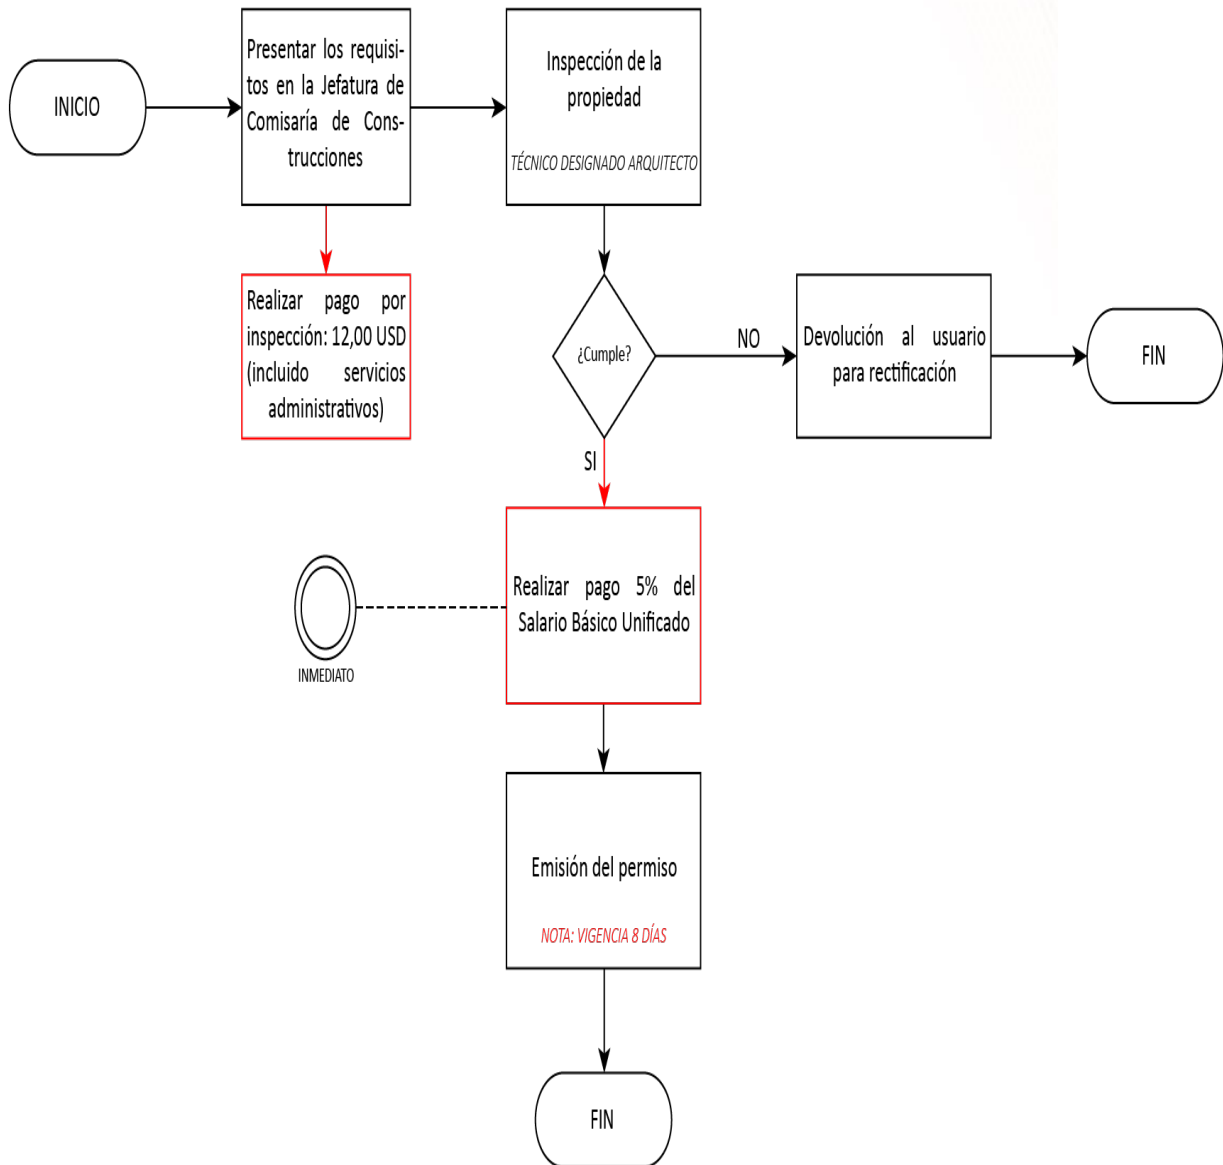 INICIO
Presentar los requisi-
tos en la Jefatura de
Comisaría de Cons-
trucciones
Inspección de la
propiedad
TÉCNICO DESIGNADO ARQUITECTO
Realizar pago por
inspección: 12,00 USD
(incluido servicios
administrativos)
¿Cumple?
NO
Devolución al usuario
para rectificación
FIN
SI
Realizar pago 5% del
Salario Básico Unificado
INMEDIATO
Emisión del permiso
NOTA: VIGENCIA 8 DÍAS
FIN